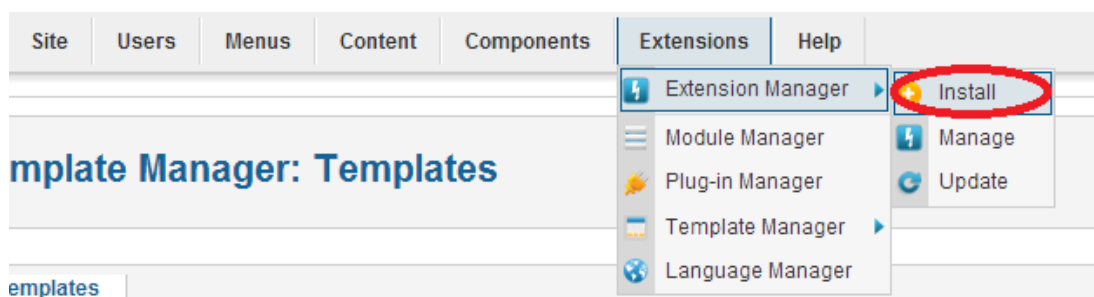 Site Users Menus Content Components Extensions Help
Extension Manager Install
Module Manager Manage
mplate Manager: Templates
Plug-in Manager Update
Template Manager
Language Manager
emplates